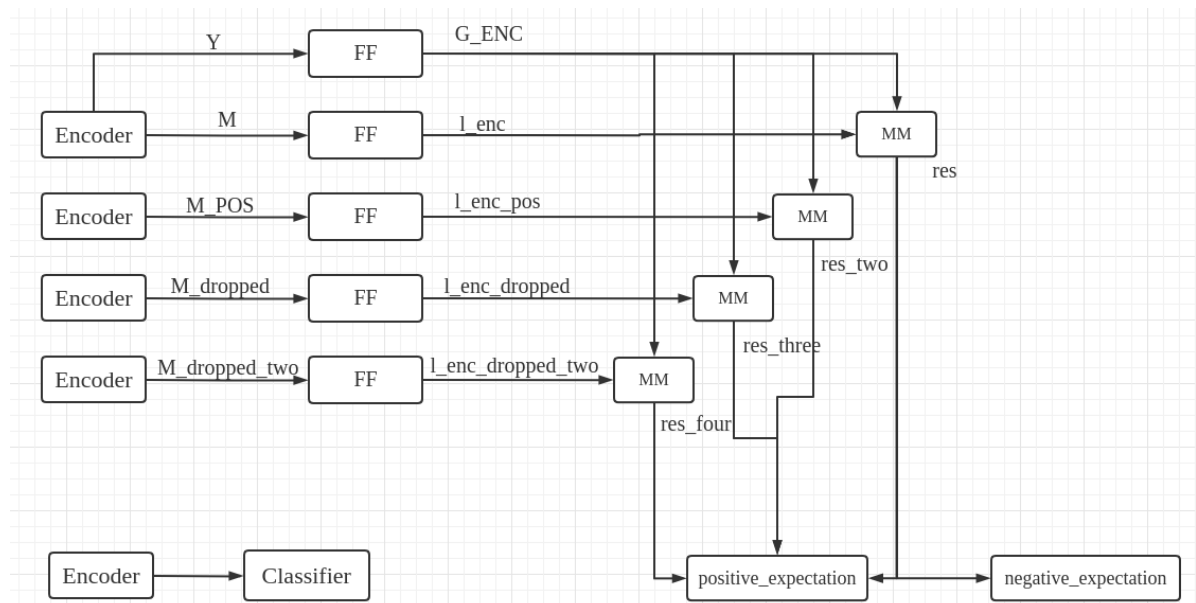 Y
FF
G_ENC
Encoder
M
FF
l_enc
MM
res
Encoder
M_POS
FF
l_enc_pos
MM
res_two
Encoder
M_dropped
FF
l_enc_dropped
MM
res_three
Encoder
M_dropped_two
FF
l_enc_dropped_two
MM
res_four
Encoder
Classifier
positive_expectation
negative_expectation